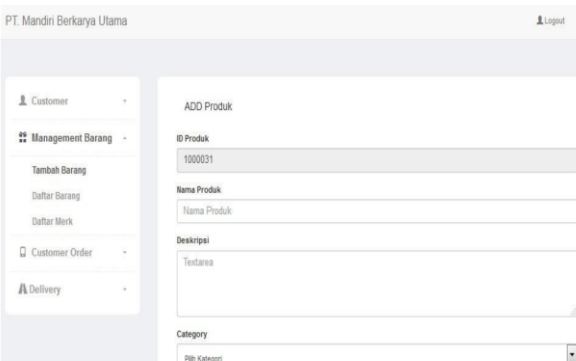 PT. Mandiri Berkarya Utama
Logout
Customer
Management Barang
Tambah Barang
Daftar Barang
Daftar Merk
Customer Order
Delivery
ADD Produk
ID Produk
1000031
Nama Produk
Nama Produk
Deskripsi
Textarea
Category
Pilih Kategori